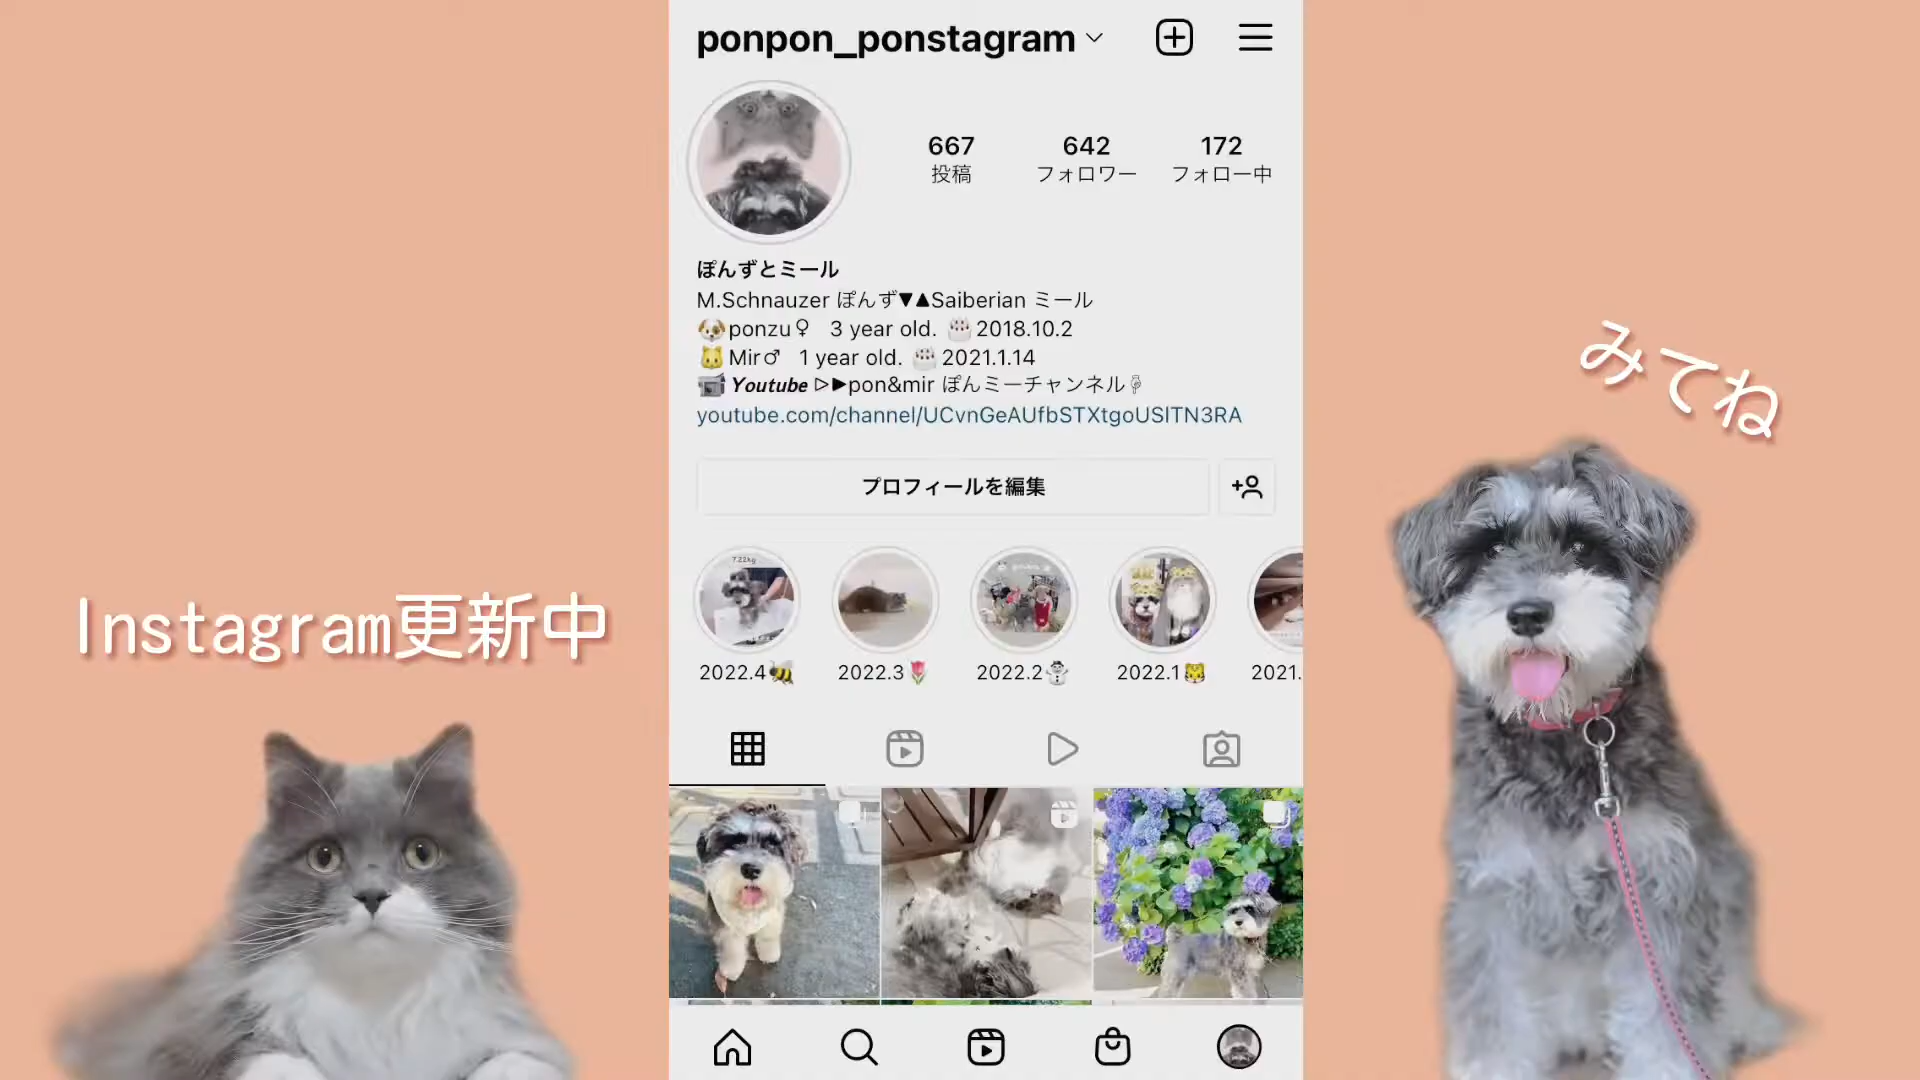 ponpon_ponstagram
667 642 172
投稿 フォロワー フォロー中
ぽんずとミール
M.Schnauzer ぽんず▼▲Saiberian ミール
🐶ponzu♀ 3 year old. 🎂2018.10.2
🐱Mir♂ 1 year old. 🎂2021.1.14
📹Youtube ▷▶pon&mir ぽんミーチャンネル☟
youtube.com/channel/UCvnGeAUfbSTXtgoUSlTN3RA
プロフィールを編集
7.22kg
2022.4🐝 2022.3🌷 2022.2⛄ 2022.1🐯 2021.
Instagram更新中
みてね